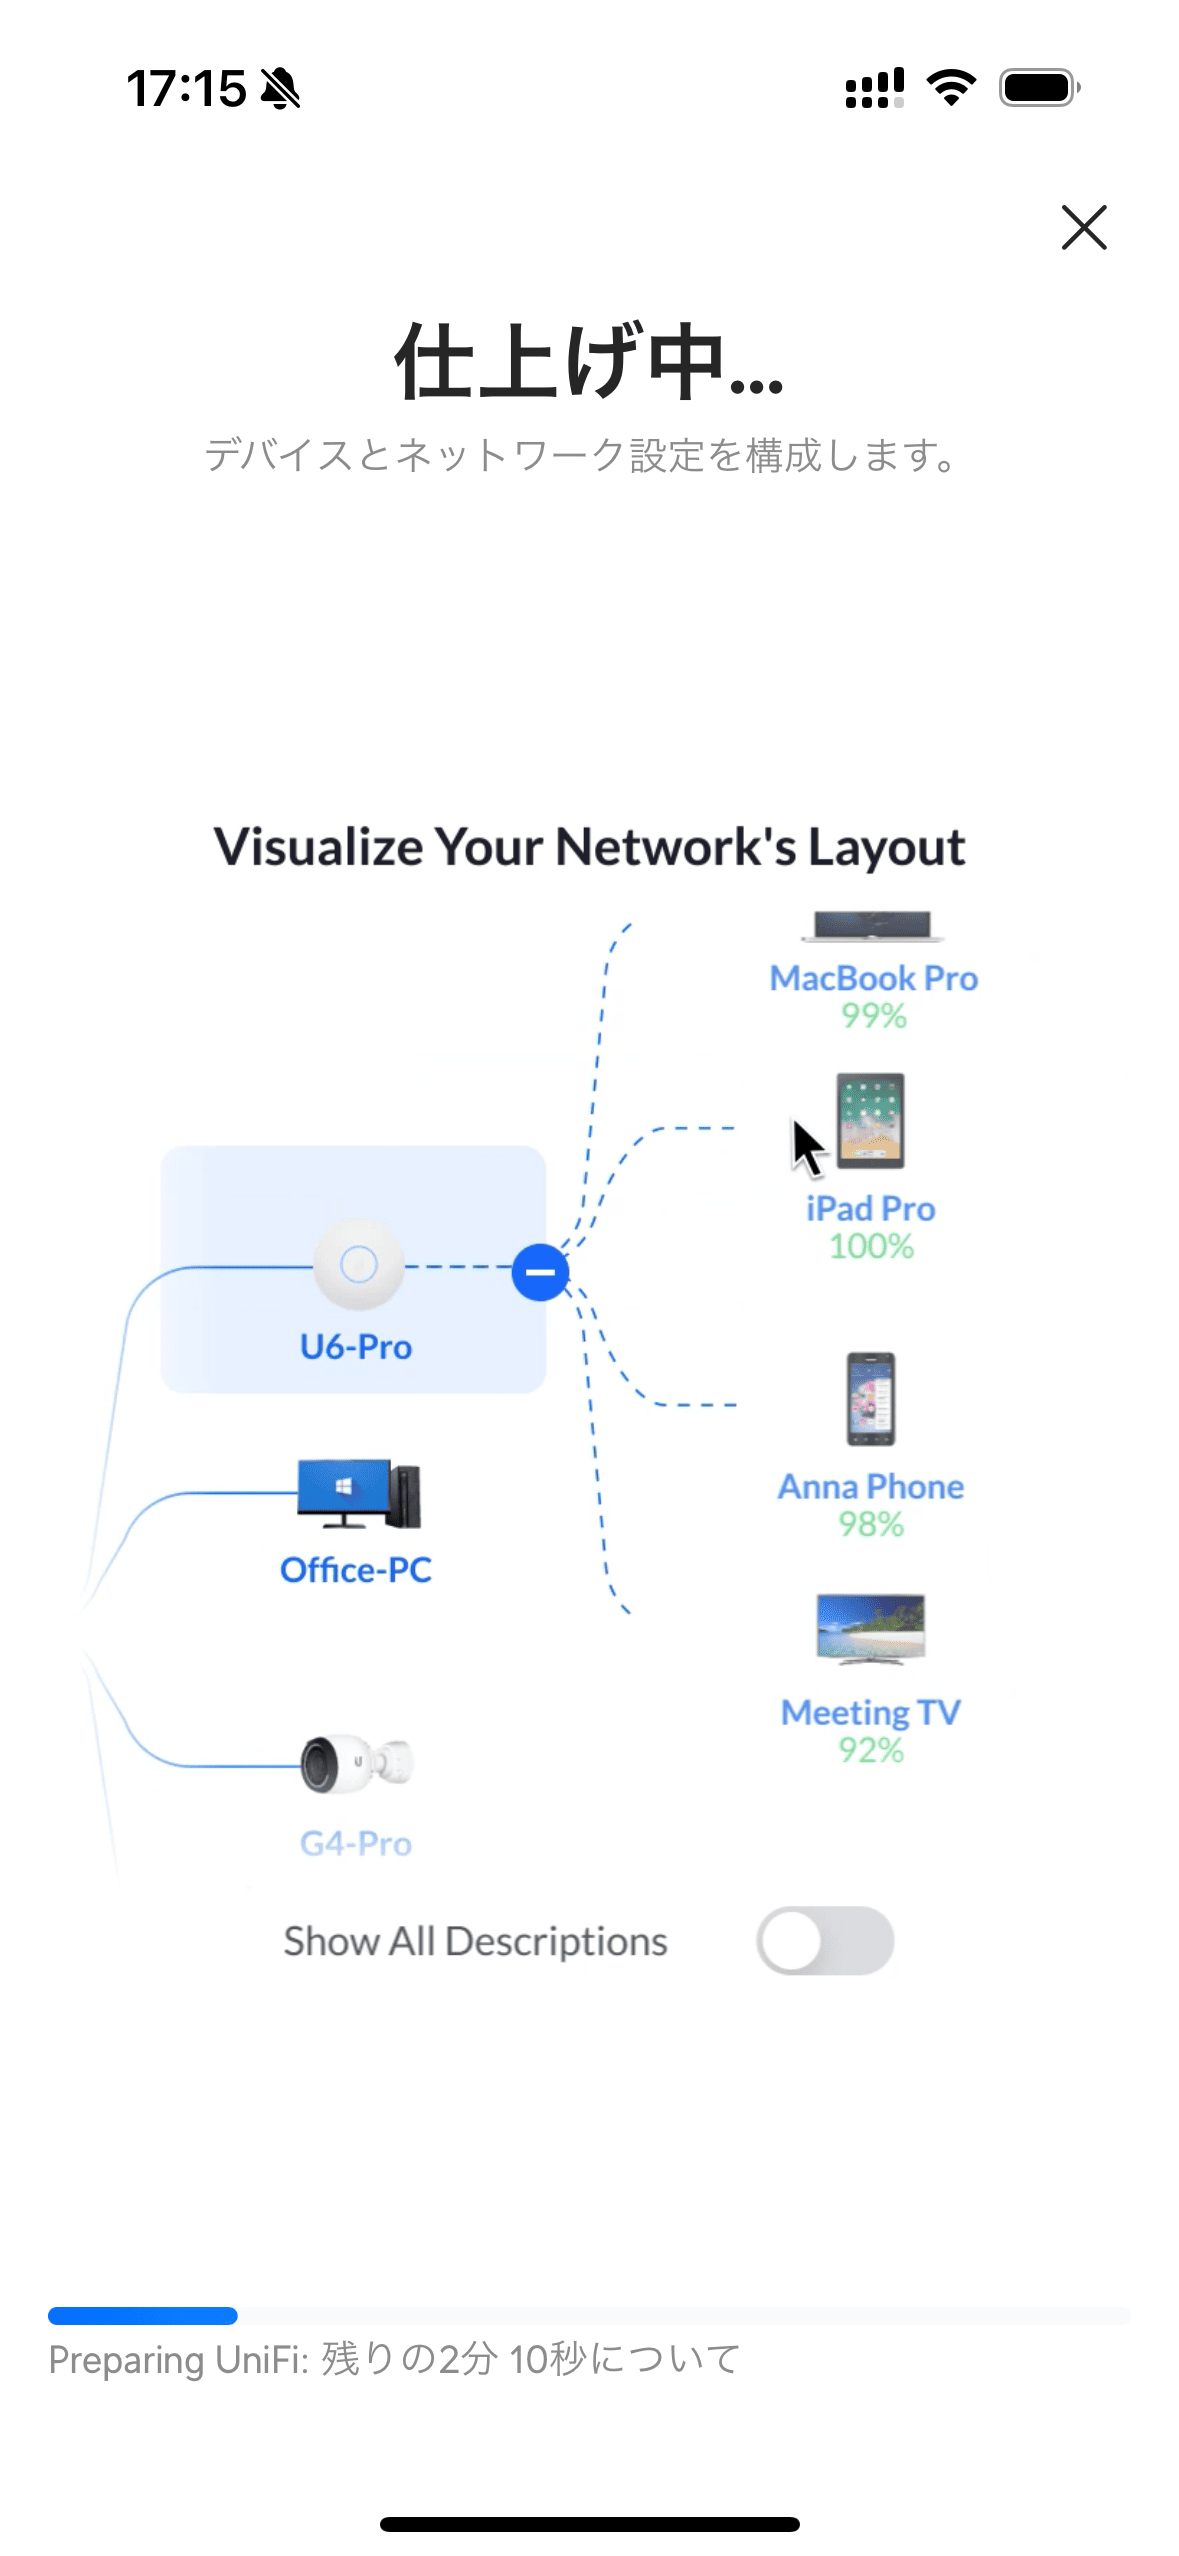 17:15
仕上げ中...
デバイスとネットワーク設定を構成します。
Visualize Your Network's Layout
MacBook Pro
99%
iPad Pro
100%
U6-Pro
Anna Phone
98%
Office-PC
Meeting TV
92%
G4-Pro
Show All Descriptions
Preparing UniFi: 残りの2分 10秒について